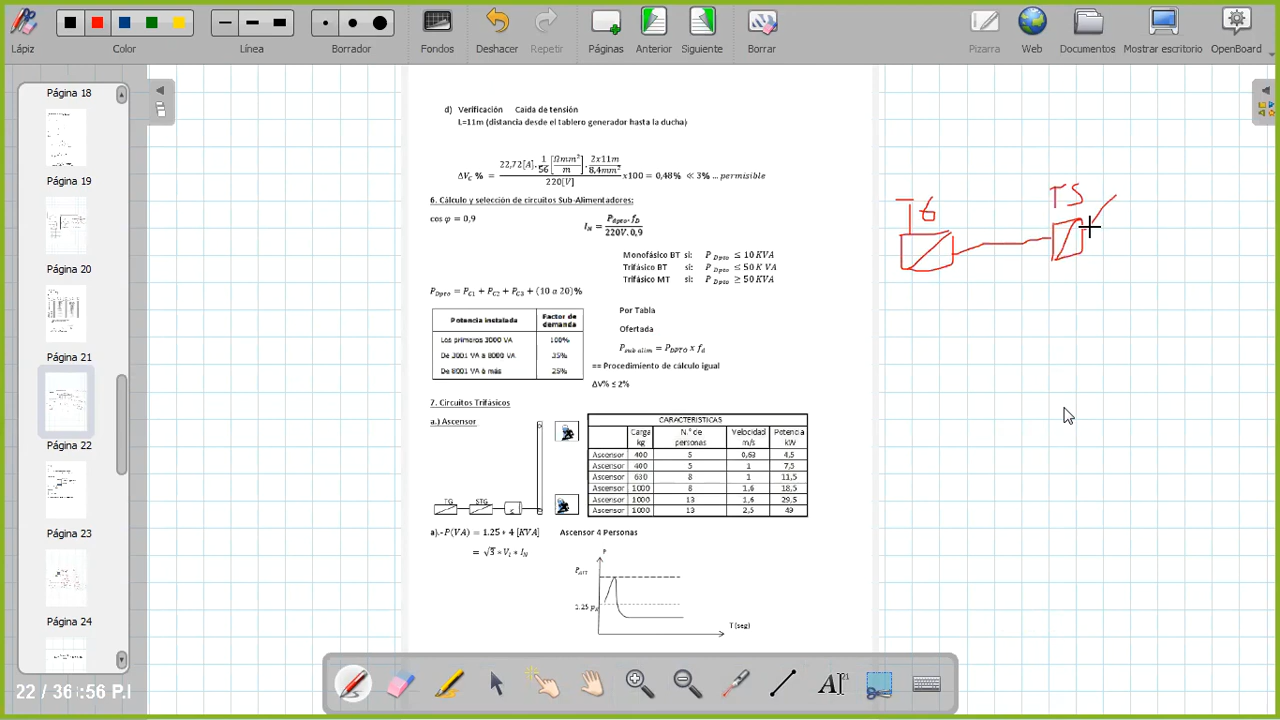 Lápiz
Color
Línea
Borrador
Fondos
Deshacer
Repetir
Páginas
Anterior
Siguiente
Borrar
Pizarra
Web
Documentos
Mostrar escritorio
OpenBoard
Página 18
Página 19
Página 20
Página 21
Página 22
Página 23
Página 24
22 / 36:56 P.I
d) Verificación Caida de tensión
L=11m (distancia desde el tablero generador hasta la ducha)
ΔV_C % = (22,72[A] . 1/56 [Ωmm²/m] . 2x11m/8,4mm²) / 220[V] x100 = 0,48% ≪ 3% ... permisible
6. Cálculo y selección de circuitos Sub-Alimentadores:
cos φ = 0,9
I_N = P_dpto . f_D / 220V. 0,9
Monofásico BT si: P_Dpto ≤ 10 KVA
Trifásico BT si: P_Dpto ≤ 50 K VA
Trifásico MT si: P_Dpto ≥ 50 KVA
P_Dpto = P_C1 + P_C2 + P_C3 + (10 a 20)%
Potencia instalada Factor de demanda
Los primeros 3000 VA 100%
De 3001 VA a 8000 VA 35%
De 8001 VA à más 25%
Por Tabla
Ofertada
P_sub alim = P_DPTO x f_d
== Procedimiento de cálculo igual
ΔV% ≤ 2%
7. Circuitos Trifásicos
a.) Ascensor
TG STG
CARACTERISTICAS
Carga kg N.° de personas Velocidad m/s Potencia kW
Ascensor 400 5 0,63 4,5
Ascensor 400 5 1 7,5
Ascensor 630 8 1 11,5
Ascensor 1000 8 1,6 18,5
Ascensor 1000 13 1,6 29,5
Ascensor 1000 13 2,5 49
a).-P(VA) = 1.25 * 4 [KVA] Ascensor 4 Personas
= √3 * V_L * I_N
P
1.25 P_N
T (seg)
TG
TS